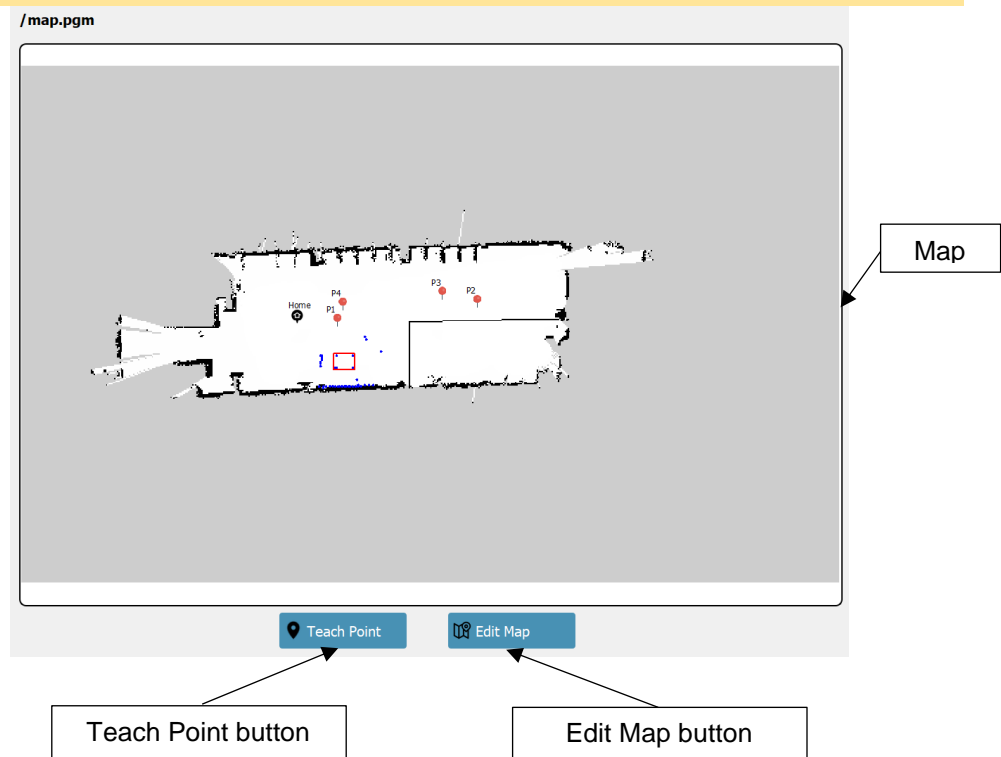 /map.pgm
Map
P3
P2
P4
Home
P1
Teach Point
Edit Map
Teach Point button
Edit Map button